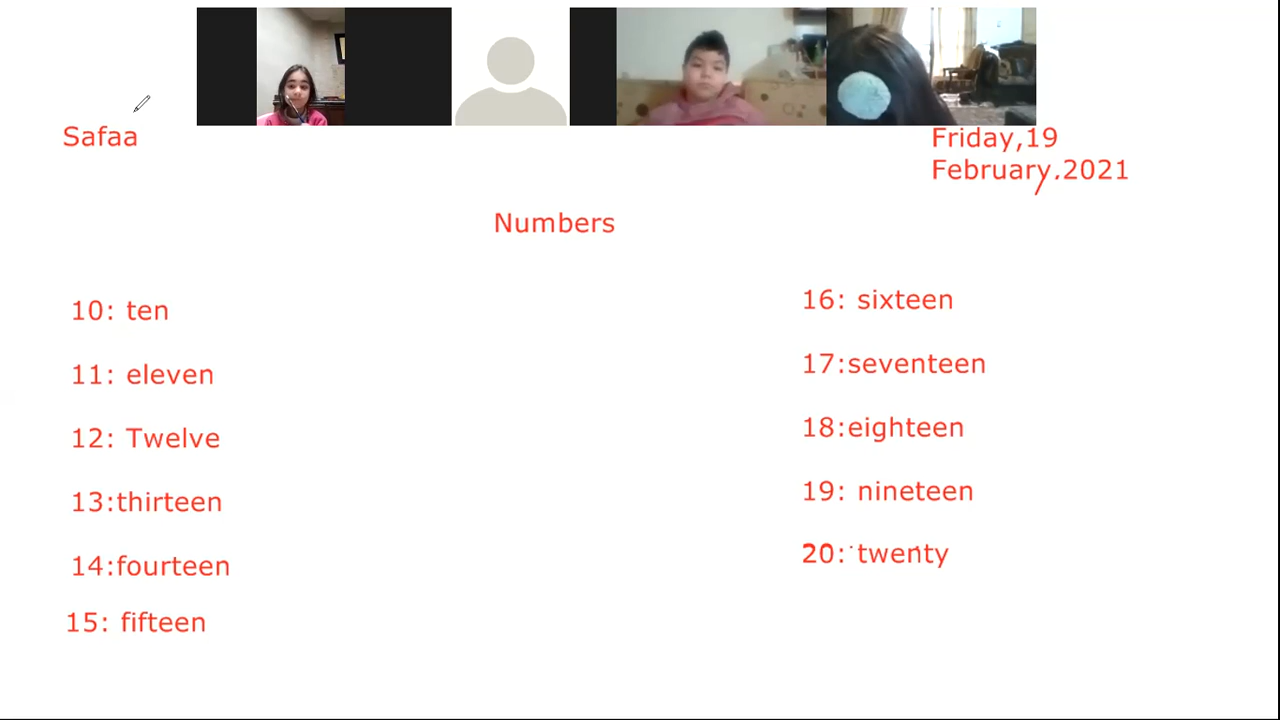 Safaa
Friday,19
February.2021
Numbers
10: ten
11: eleven
12: Twelve
13:thirteen
14:fourteen
15: fifteen
16: sixteen
17:seventeen
18:eighteen
19: nineteen
20: twenty